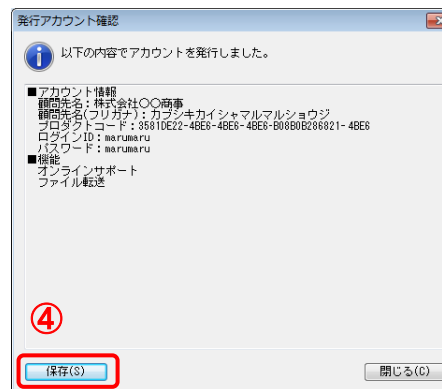 発行アカウント確認
以下の内容でアカウントを発行しました。
■アカウント情報
顧問先名：株式会社〇〇商事
顧問先名(フリガナ)：カブシキカイシャマルマルショウジ
プロダクトコード：3581DE22-4BE6-4BE6-4BE6-B08B0B286821-4BE6
ログインID：marumaru
パスワード：marumaru
■機能
オンラインサポート
ファイル転送
④
保存(S)
閉じる(C)